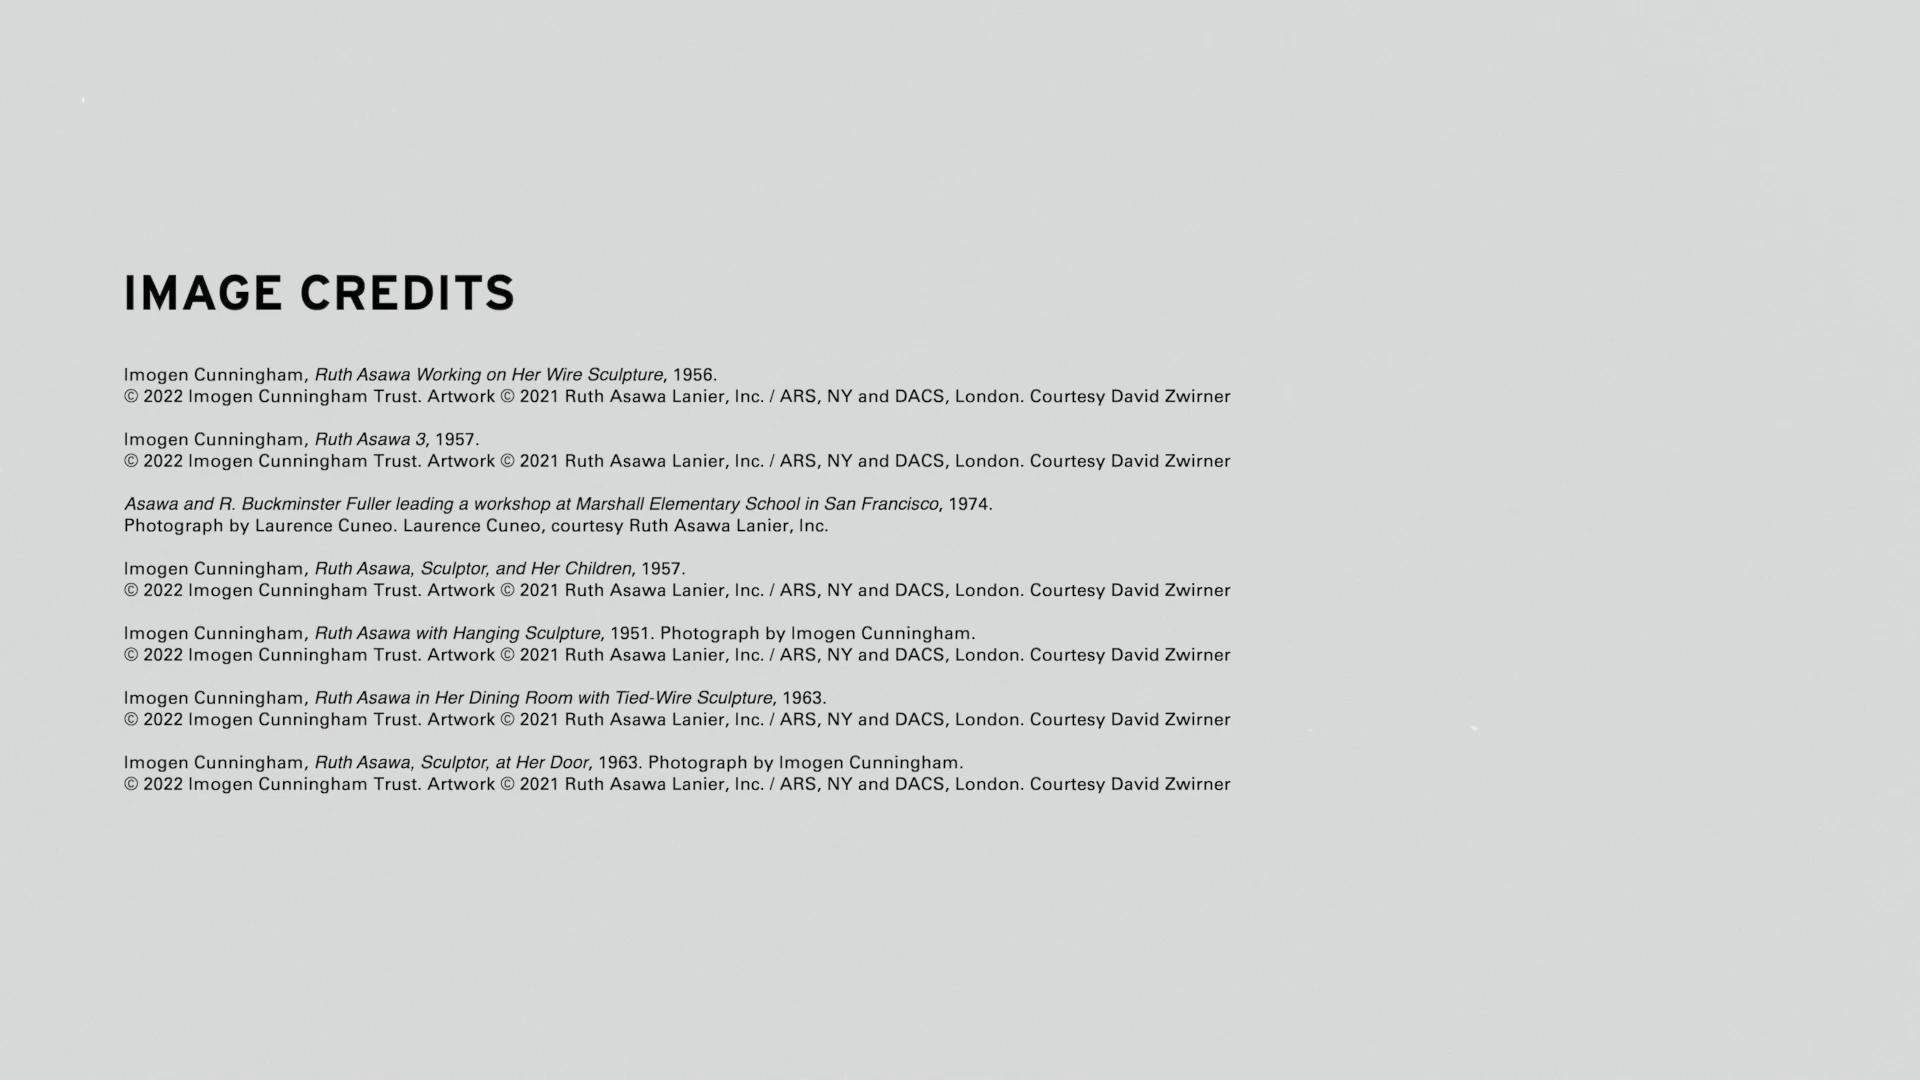 IMAGE CREDITS
Imogen Cunningham, Ruth Asawa Working on Her Wire Sculpture, 1956.
© 2022 Imogen Cunningham Trust. Artwork © 2021 Ruth Asawa Lanier, Inc. / ARS, NY and DACS, London. Courtesy David Zwirner
Imogen Cunningham, Ruth Asawa 3, 1957.
© 2022 Imogen Cunningham Trust. Artwork © 2021 Ruth Asawa Lanier, Inc. / ARS, NY and DACS, London. Courtesy David Zwirner
Asawa and R. Buckminster Fuller leading a workshop at Marshall Elementary School in San Francisco, 1974.
Photograph by Laurence Cuneo. Laurence Cuneo, courtesy Ruth Asawa Lanier, Inc.
Imogen Cunningham, Ruth Asawa, Sculptor, and Her Children, 1957.
© 2022 Imogen Cunningham Trust. Artwork © 2021 Ruth Asawa Lanier, Inc. / ARS, NY and DACS, London. Courtesy David Zwirner
Imogen Cunningham, Ruth Asawa with Hanging Sculpture, 1951. Photograph by Imogen Cunningham.
© 2022 Imogen Cunningham Trust. Artwork © 2021 Ruth Asawa Lanier, Inc. / ARS, NY and DACS, London. Courtesy David Zwirner
Imogen Cunningham, Ruth Asawa in Her Dining Room with Tied-Wire Sculpture, 1963.
© 2022 Imogen Cunningham Trust. Artwork © 2021 Ruth Asawa Lanier, Inc. / ARS, NY and DACS, London. Courtesy David Zwirner
Imogen Cunningham, Ruth Asawa, Sculptor, at Her Door, 1963. Photograph by Imogen Cunningham.
© 2022 Imogen Cunningham Trust. Artwork © 2021 Ruth Asawa Lanier, Inc. / ARS, NY and DACS, London. Courtesy David Zwirner